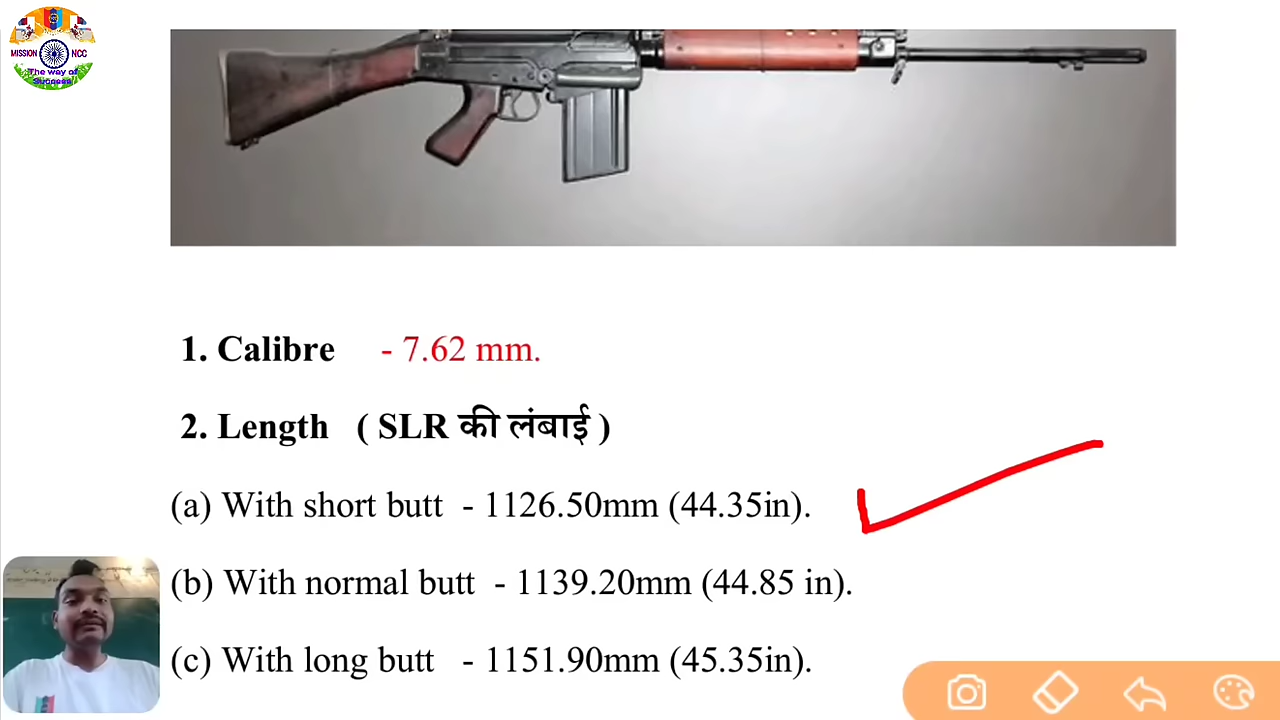 MISSION NCC
The way of
Success
1. Calibre - 7.62 mm.
2. Length ( SLR की लंबाई )
(a) With short butt - 1126.50mm (44.35in).
(b) With normal butt - 1139.20mm (44.85 in).
(c) With long butt - 1151.90mm (45.35in).